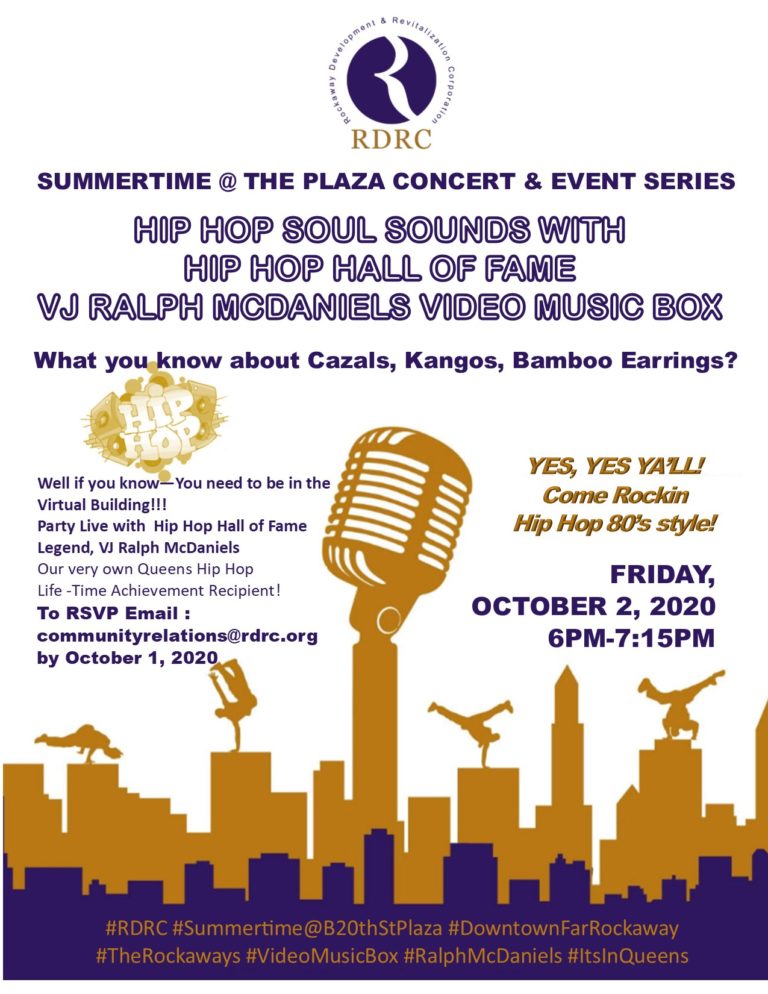 Rockaway Development & Revitalization Corporation
RDRC
SUMMERTIME @ THE PLAZA CONCERT & EVENT SERIES
HIP HOP SOUL SOUNDS WITH
HIP HOP HALL OF FAME
VJ RALPH MCDANIELS VIDEO MUSIC BOX
What you know about Cazals, Kangos, Bamboo Earrings?
HIP
HOP
Well if you know—You need to be in the
Virtual Building!!!
Party Live with Hip Hop Hall of Fame
Legend, VJ Ralph McDaniels
Our very own Queens Hip Hop
Life -Time Achievement Recipient!
To RSVP Email :
communityrelations@rdrc.org
by October 1, 2020
YES, YES YA'LL!
Come Rockin
Hip Hop 80's style!
FRIDAY,
OCTOBER 2, 2020
6PM-7:15PM
#RDRC #Summertime@B20thStPlaza #DowntownFarRockaway
#TheRockaways #VideoMusicBox #RalphMcDaniels #ItsInQueens